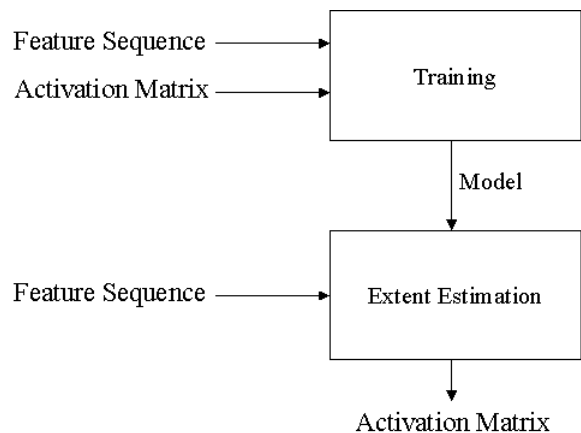 Feature Sequence
Activation Matrix
Training
Model
Feature Sequence
Extent Estimation
Activation Matrix